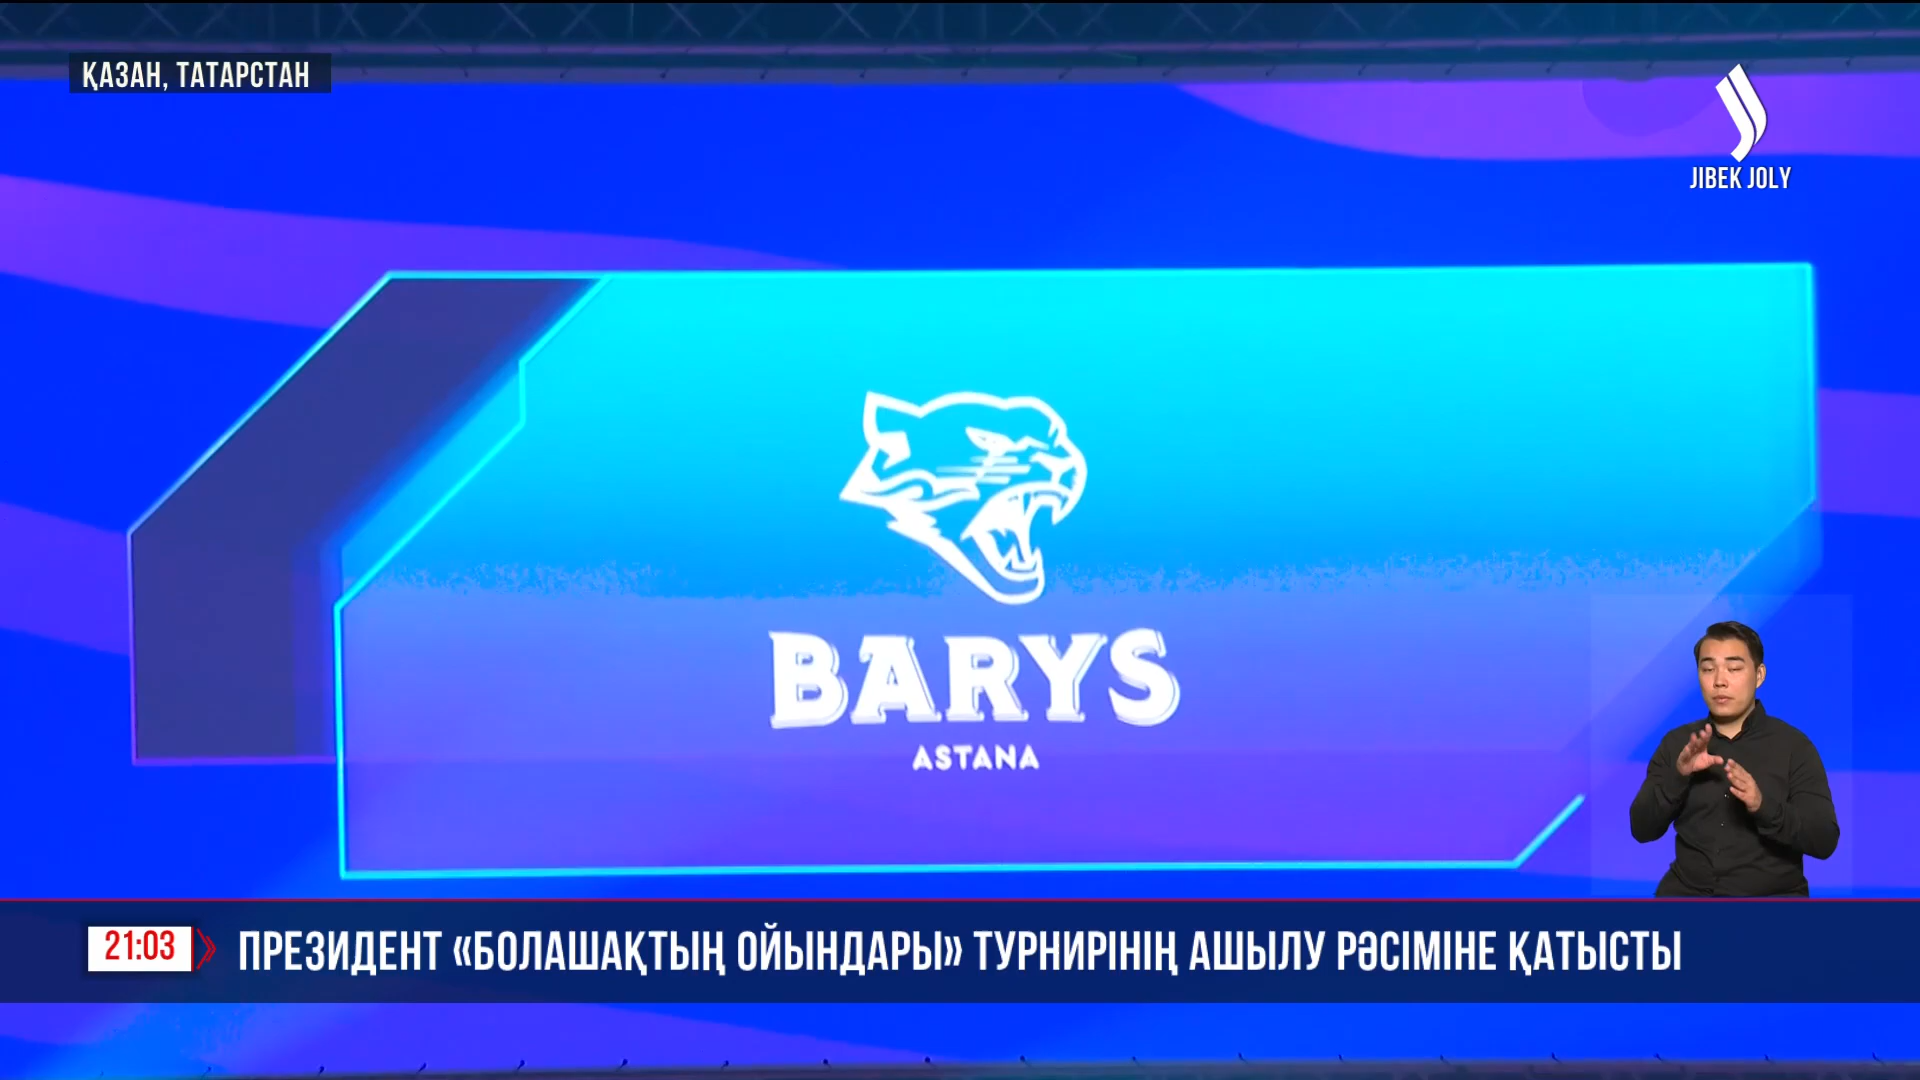 ҚАЗАН, ТАТАРСТАН
JIBEK JOLY
BARYS
ASTANA
21:03
ПРЕЗИДЕНТ «БОЛАШАҚТЫҢ ОЙЫНДАРЫ» ТУРНИРІНІҢ АШЫЛУ РӘСІМІНЕ ҚАТЫСТЫ